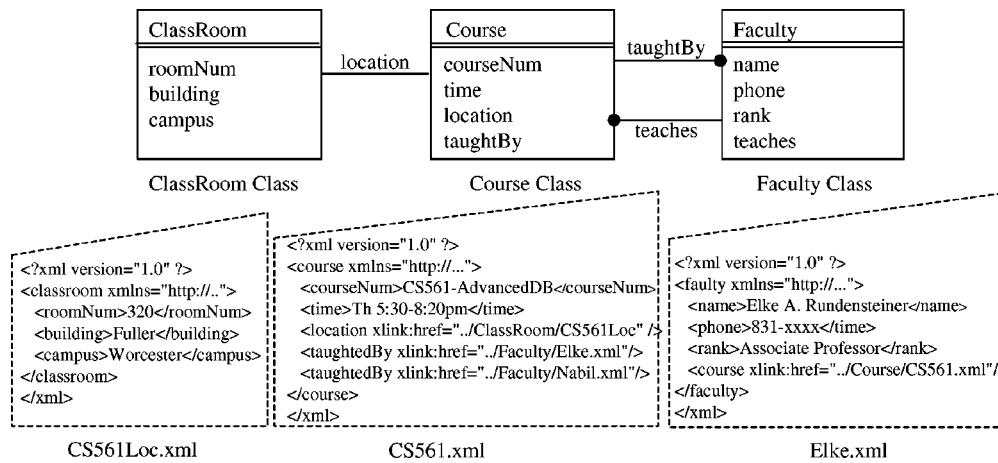 ClassRoom
roomNum
building
campus
location
Course
courseNum
time
location
taughtBy
taughtBy
teaches
Faculty
name
phone
rank
teaches
ClassRoom Class
Course Class
Faculty Class
<?xml version="1.0" ?>
<classroom xmlns="http://..">
<roomNum>320</roomNum>
<building>Fuller</building>
<campus>Worcester</campus>
</classroom>
</xml>
<?xml version="1.0" ?>
<course xmlns="http://...">
<courseNum>CS561-AdvancedDB</courseNum>
<time>Th 5:30-8:20pm</time>
<location xlink:href="../ClassRoom/CS561Loc" />
<taughtedBy xlink:href="../Faculty/Elke.xml"/>
<taughtedBy xlink:href="../Faculty/Nabil.xml"/>
</course>
</xml>
<?xml version="1.0" ?>
<faulty xmlns="http://...">
<name>Elke A. Rundensteiner</name>
<phone>831-xxxx</time>
<rank>Associate Professor</rank>
<course xlink:href="../Course/CS561.xml"/>
</faculty>
</xml>
CS561Loc.xml
CS561.xml
Elke.xml